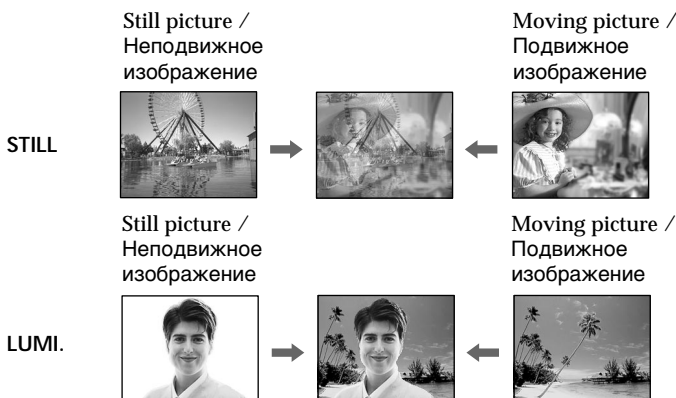 Still picture /
Неподвижное
изображение
Moving picture /
Подвижное
изображение
STILL
Still picture /
Неподвижное
изображение
Moving picture /
Подвижное
изображение
LUMI.